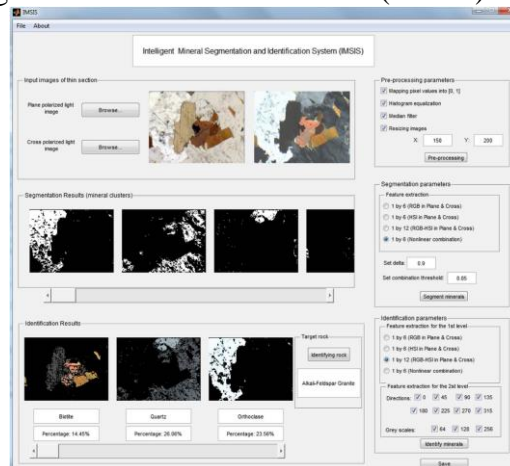 IMSIS
File About
Intelligent Mineral Segmentation and Identification System (IMSIS)
Input images of thin section
Plane polarized light image
Browse...
Cross polarized light image
Browse...
Pre-processing parameters
Mapping pixel values into [0, 1]
Histogram equalization
Median filter
Resizing images
X: 150 Y: 200
Pre-processing
Segmentation Results (mineral clusters)
Segmentation parameters
Feature extraction
1 by 6 (RGB in Plane & Cross)
1 by 6 (HSI in Plane & Cross)
1 by 12 (RGB-HSI in Plane & Cross)
1 by 8 (Nonlinear combination)
Set delta: 0.9
Set combination threshold: 0.05
Segment minerals
Identification Results
Target rock
Identifying rock
Alkali-Feldspar Granite
Biotite
Quartz
Orthoclase
Percentage: 14.45%
Percentage: 26.96%
Percentage: 23.56%
Identification parameters
Feature extraction for the 1st level
1 by 6 (RGB in Plane & Cross)
1 by 6 (HSI in Plane & Cross)
1 by 12 (RGB-HSI in Plane & Cross)
1 by 8 (Nonlinear combination)
Feature extraction for the 2st level
Directions: 0 45 90 135
180 225 270 315
Grey scales: 64 128 256
Identify minerals
Save